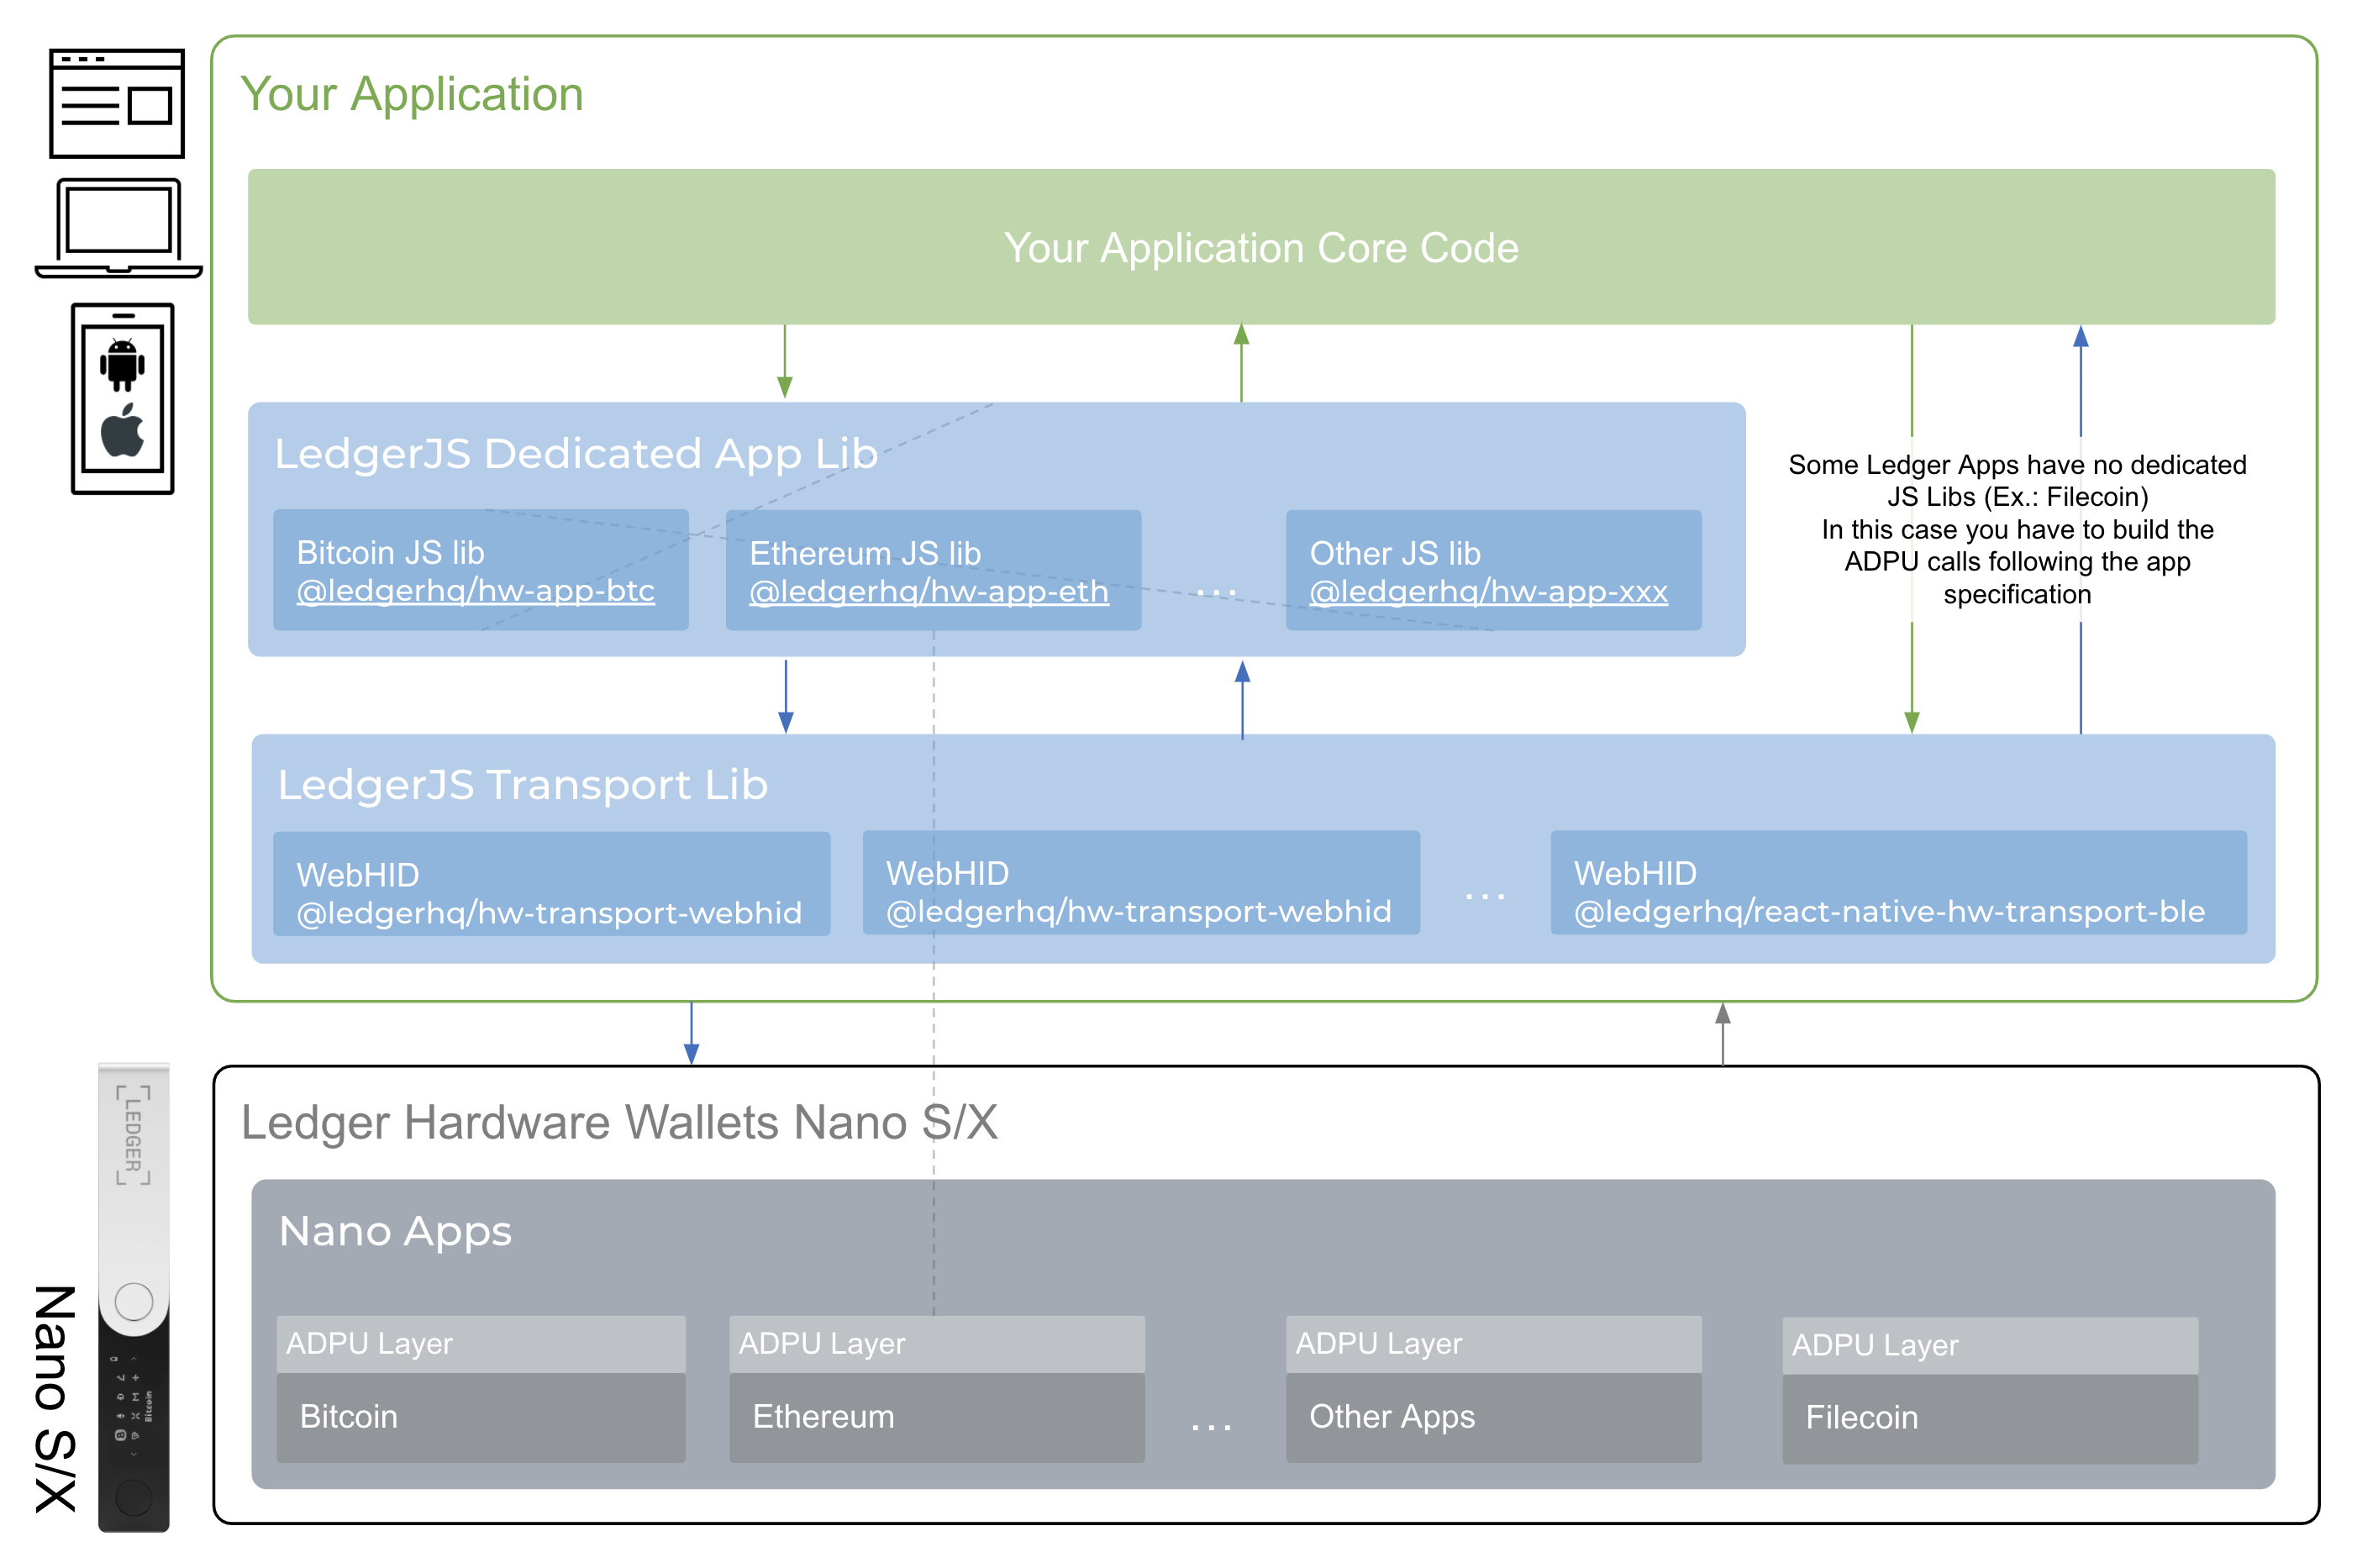 Your Application
Your Application Core Code
LedgerJS Dedicated App Lib
Bitcoin JS lib
@ledgerhq/hw-app-btc
Ethereum JS lib
@ledgerhq/hw-app-eth
...
Other JS lib
@ledgerhq/hw-app-xxx
Some Ledger Apps have no dedicated
JS Libs (Ex.: Filecoin)
In this case you have to build the
ADPU calls following the app
specification
LedgerJS Transport Lib
WebHID
@ledgerhq/hw-transport-webhid
WebHID
@ledgerhq/hw-transport-webhid
...
WebHID
@ledgerhq/react-native-hw-transport-ble
Ledger Hardware Wallets Nano S/X
LEDGER
Bitcoin
Nano S/X
Nano Apps
ADPU Layer
Bitcoin
ADPU Layer
Ethereum
...
ADPU Layer
Other Apps
ADPU Layer
Filecoin